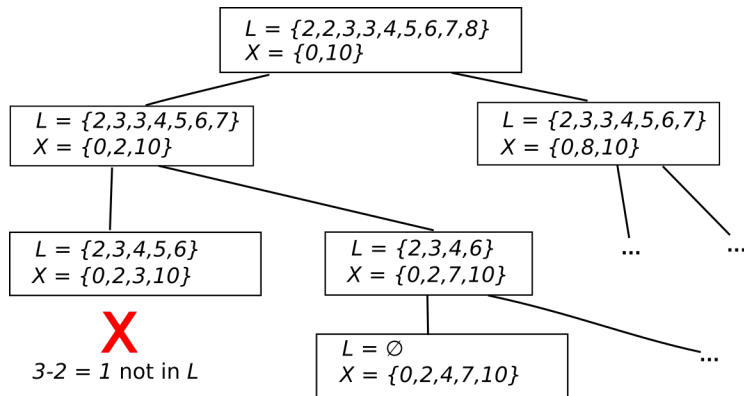 L = {2,2,3,3,4,5,6,7,8}
X = {0,10}
L = {2,3,3,4,5,6,7}
X = {0,2,10}
L = {2,3,3,4,5,6,7}
X = {0,8,10}
L = {2,3,4,5,6}
X = {0,2,3,10}
L = {2,3,4,6}
X = {0,2,7,10}
...
...
X
3-2 = 1 not in L
L = ∅
X = {0,2,4,7,10}
...